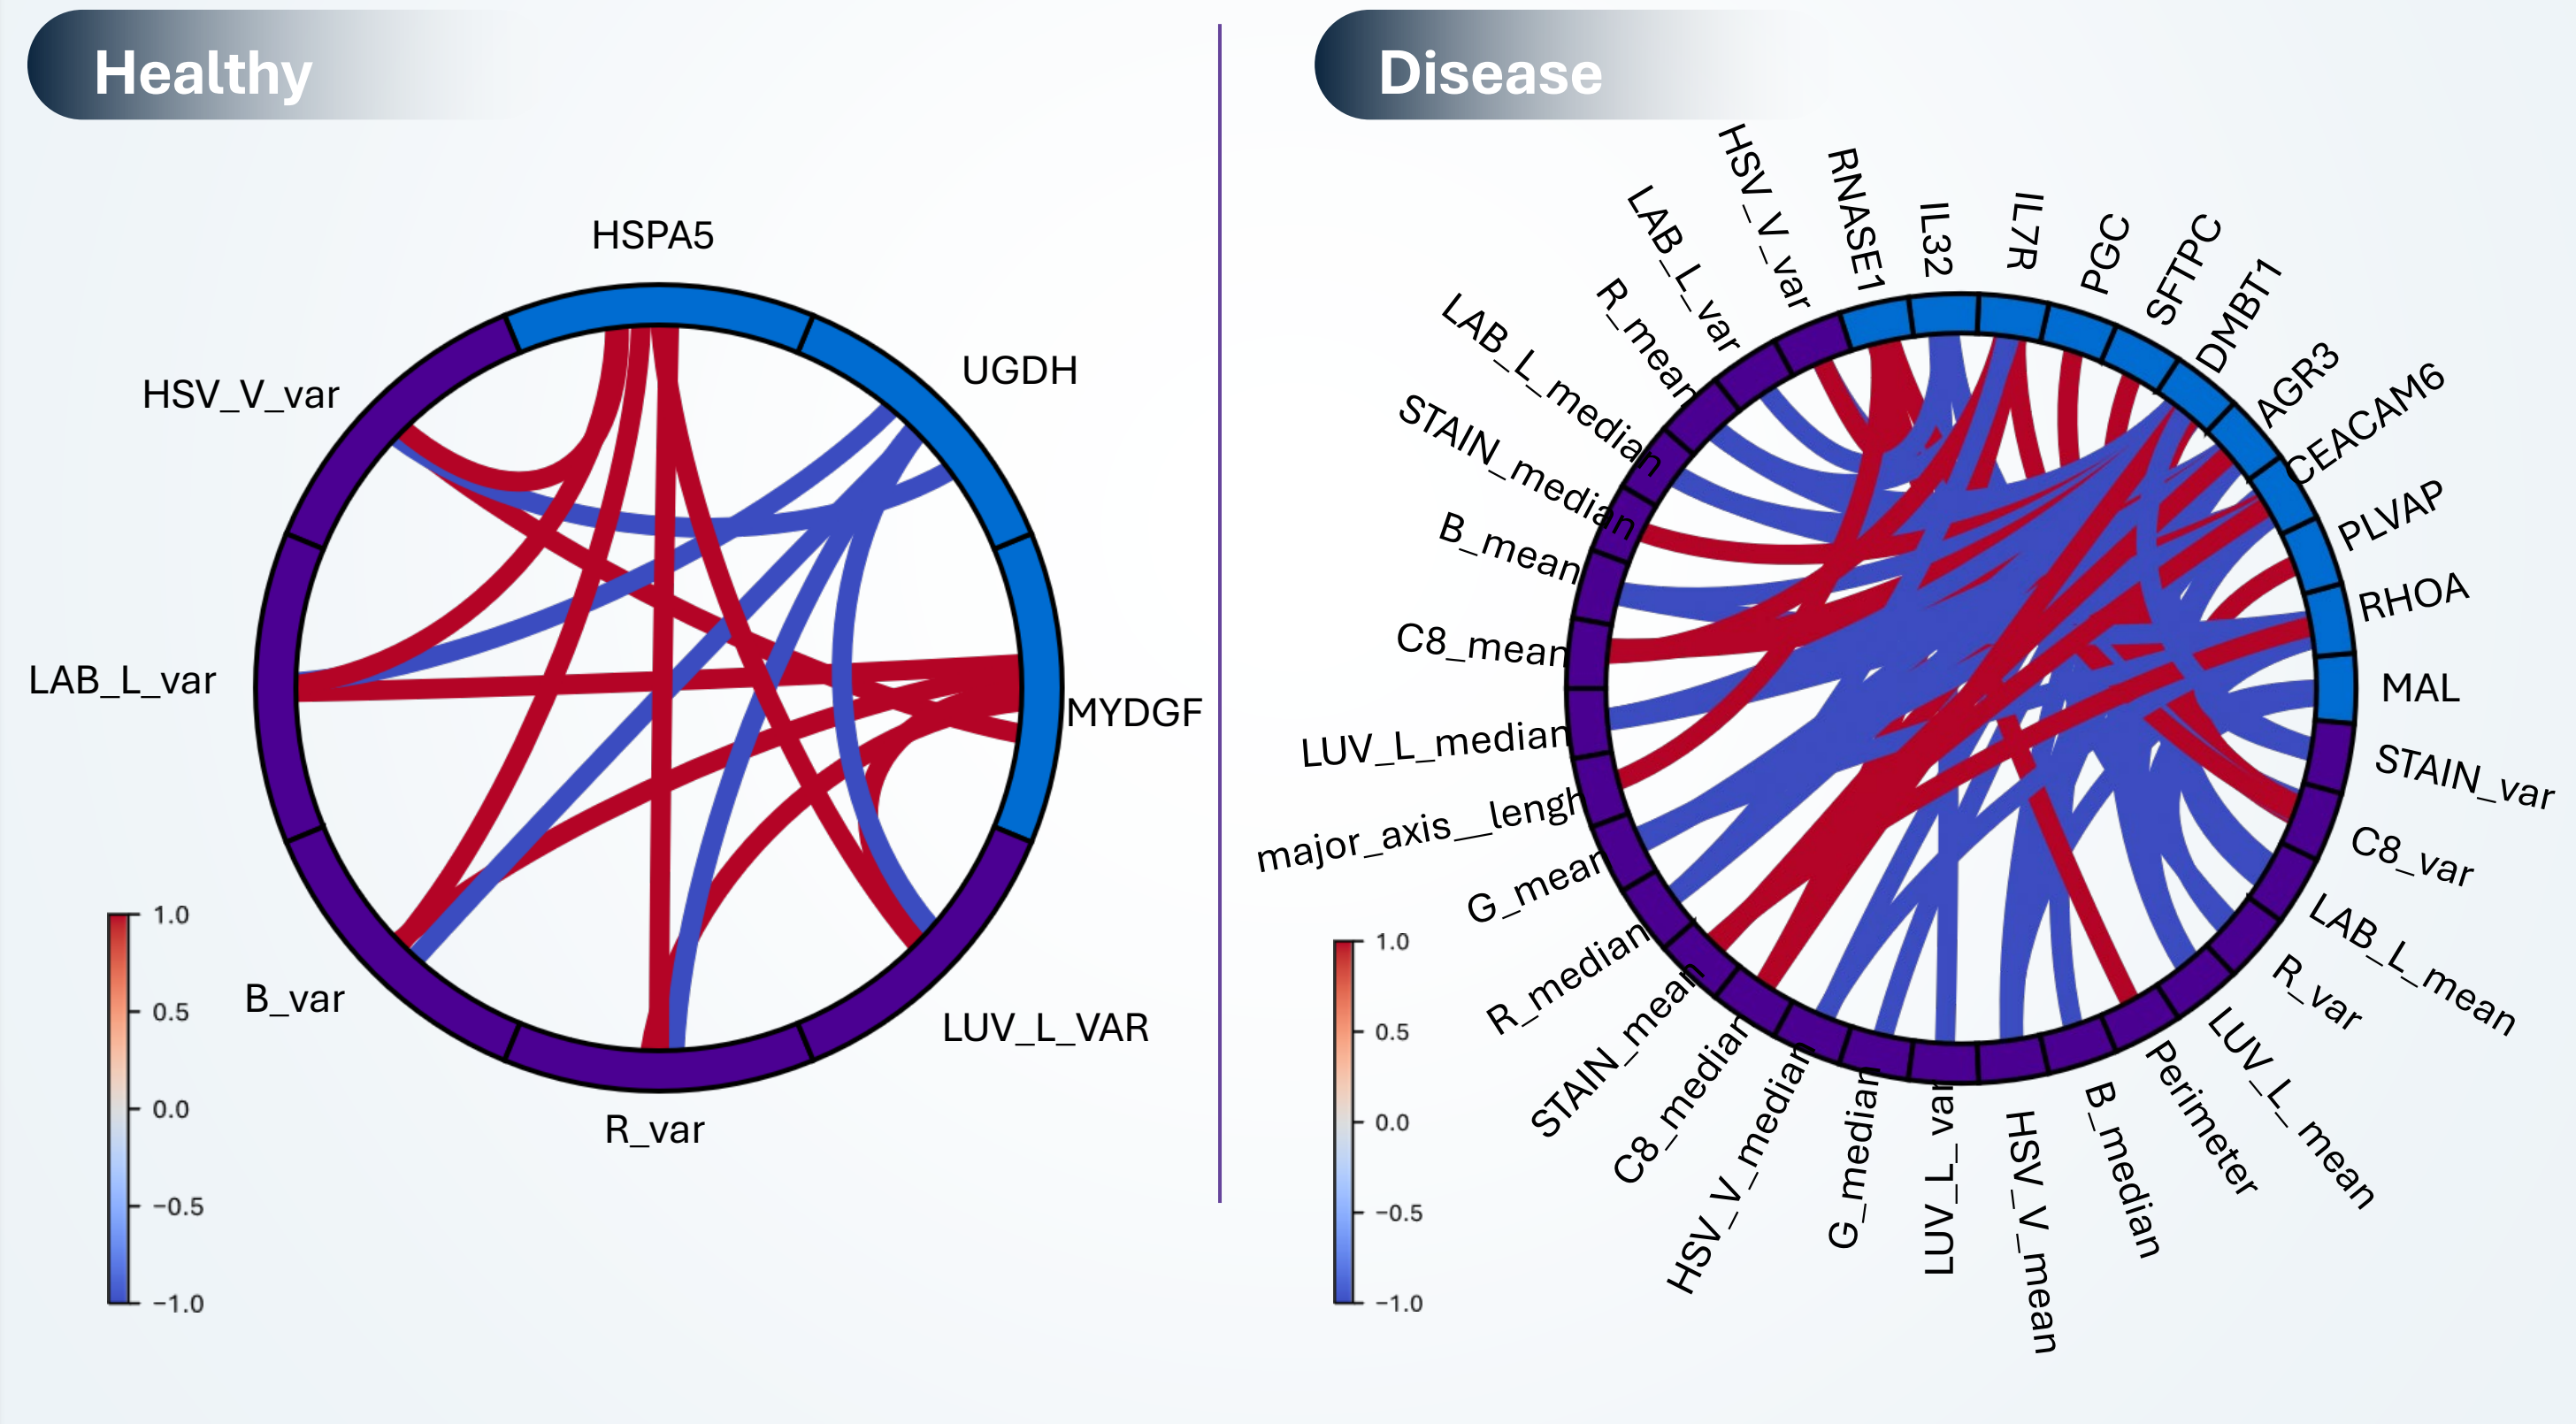 Healthy
HSPA5
UGDH
HSV_V_var
LAB_L_var
MYDGF
B_var
LUV_L_VAR
R_var
1.0
0.5
0.0
−0.5
−1.0
Disease
HSV_V_var
RNASE1
IL32
IL7R
PGC
SFTPC
DMBT1
AGR3
CEACAM6
PLVAP
RHOA
MAL
STAIN_var
C8_var
LAB_L_mean
R_var
LUV_L_ mean
Perimeter
B_median
HSV_V_mean
LUV_L_var
G_median
HSV_V_median
C8_median
STAIN_mean
R_median
G_mean
major_axis__lengh
LUV_L_median
C8_mean
B_mean
STAIN_median
LAB_L_median
R_mean
LAB_L_var
1.0
0.5
0.0
−0.5
−1.0